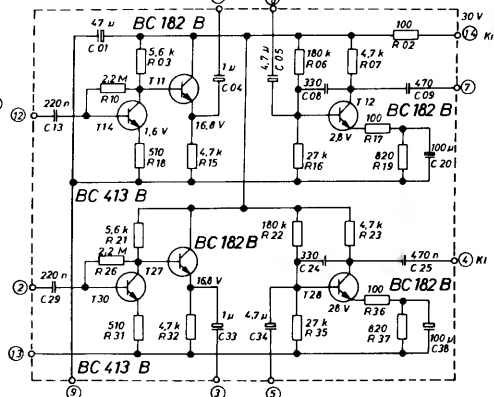 47 µ
C 01
BC 182 B
100
R 02
30 V
14 Kl
5,6 k
R 03
1 µ
C 04
4,7 µ
C 05
180 k
R 06
4,7 k
R 07
2,2 M
R 10
T 11
330
C 08
470
C 09
7
12
220 n
C 13
T 14
1,6 V
16,8 V
T 12
BC 182 B
2,8 V
100
R 17
510
R 18
4,7 k
R 15
27 k
R 16
820
R 19
100 µ
C 20
BC 413 B
5,6 k
R 21
BC 182 B
180 k
R 22
4,7 k
R 23
2,2 M
R 26
T 27
330
C 24
470 n
C 25
4 Kl
2
220 n
C 29
T 30
16,8 V
T 28
BC 182 B
28 V
100
R 36
510
R 31
4,7 k
R 32
1 µ
C 33
4,7 µ
C 34
27 k
R 35
820
R 37
100 µ
C 38
13
BC 413 B
9
3
5